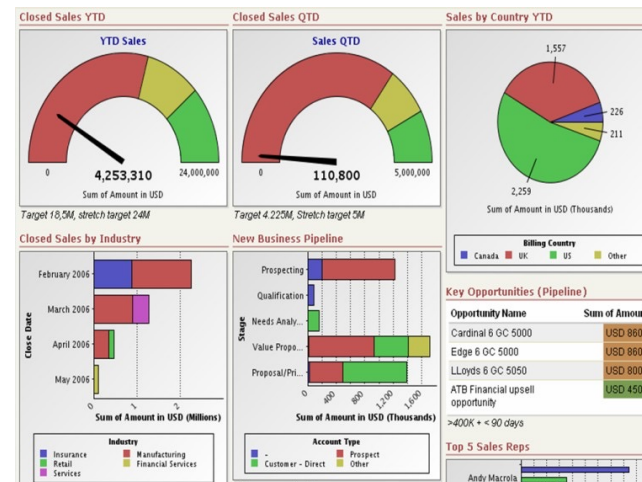 Closed Sales YTD
YTD Sales
0
4,253,310
24,000,000
Sum of Amount in USD
Target 18,5M, stretch target 24M
Closed Sales QTD
Sales QTD
0
110,800
5,000,000
Sum of Amount in USD
Target 4.225M, Stretch target 5M
Sales by Country YTD
1,557
226
211
2,259
Sum of Amount in USD (Thousands)
Billing Country
Canada UK US Other
Closed Sales by Industry
Close Date
February 2006
March 2006
April 2006
May 2006
0 1 2
Sum of Amount in USD (Millions)
Industry
Insurance Manufacturing
Retail Financial Services
Services
New Business Pipeline
Stage
Prospecting
Qualification
Needs Analy...
Value Propo...
Proposal/Pri...
0 400 800 1,200 1,600
Sum of Amount in USD (Thousands)
Account Type
- Prospect
Customer - Direct Other
Key Opportunities (Pipeline)
Opportunity Name Sum of Amoun
Cardinal 6 GC 5000 USD 860
Edge 6 GC 5000 USD 860
LLoyds 6 GC 5050 USD 800
ATB Financial upsell USD 450
opportunity
>400K + < 90 days
Top 5 Sales Reps
Andy Macrola